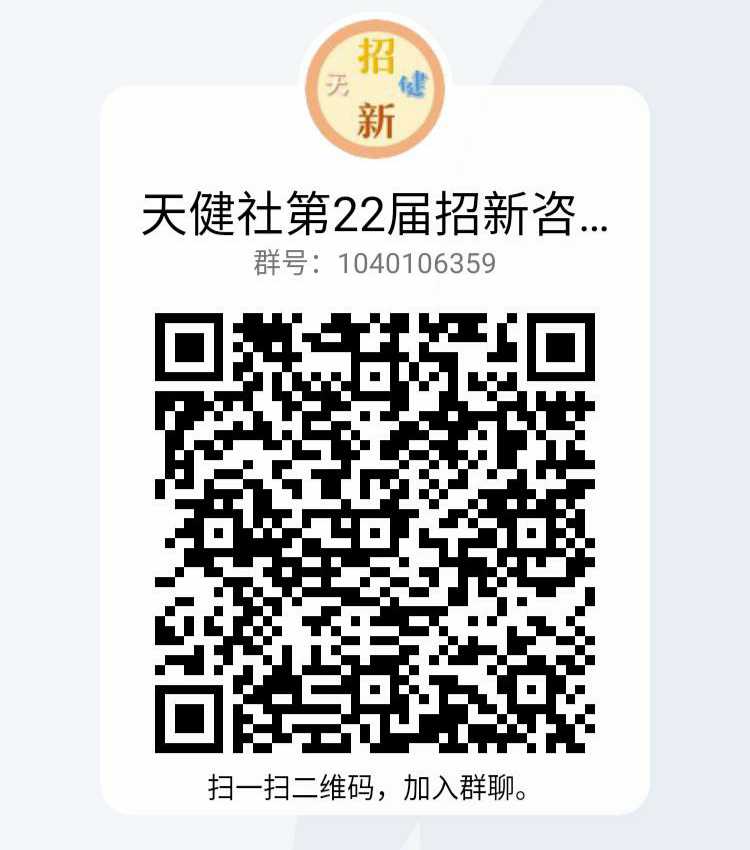 招
天 健
新
天健社第22届招新咨...
群号：1040106359
扫一扫二维码，加入群聊。